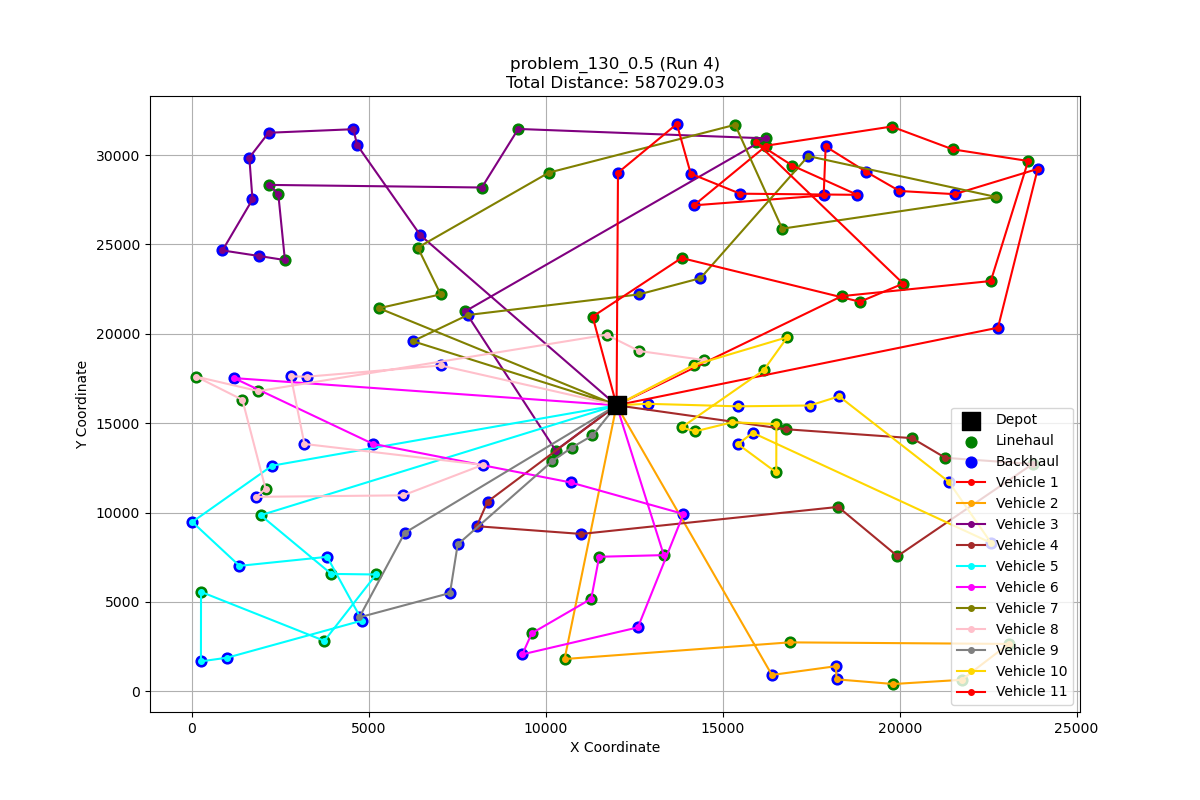 problem_130_0.5 (Run 4)
Total Distance: 587029.03
Y Coordinate
30000
25000
20000
15000
10000
5000
0
0
5000
10000
15000
20000
25000
X Coordinate
Depot
Linehaul
Backhaul
Vehicle 1
Vehicle 2
Vehicle 3
Vehicle 4
Vehicle 5
Vehicle 6
Vehicle 7
Vehicle 8
Vehicle 9
Vehicle 10
Vehicle 11